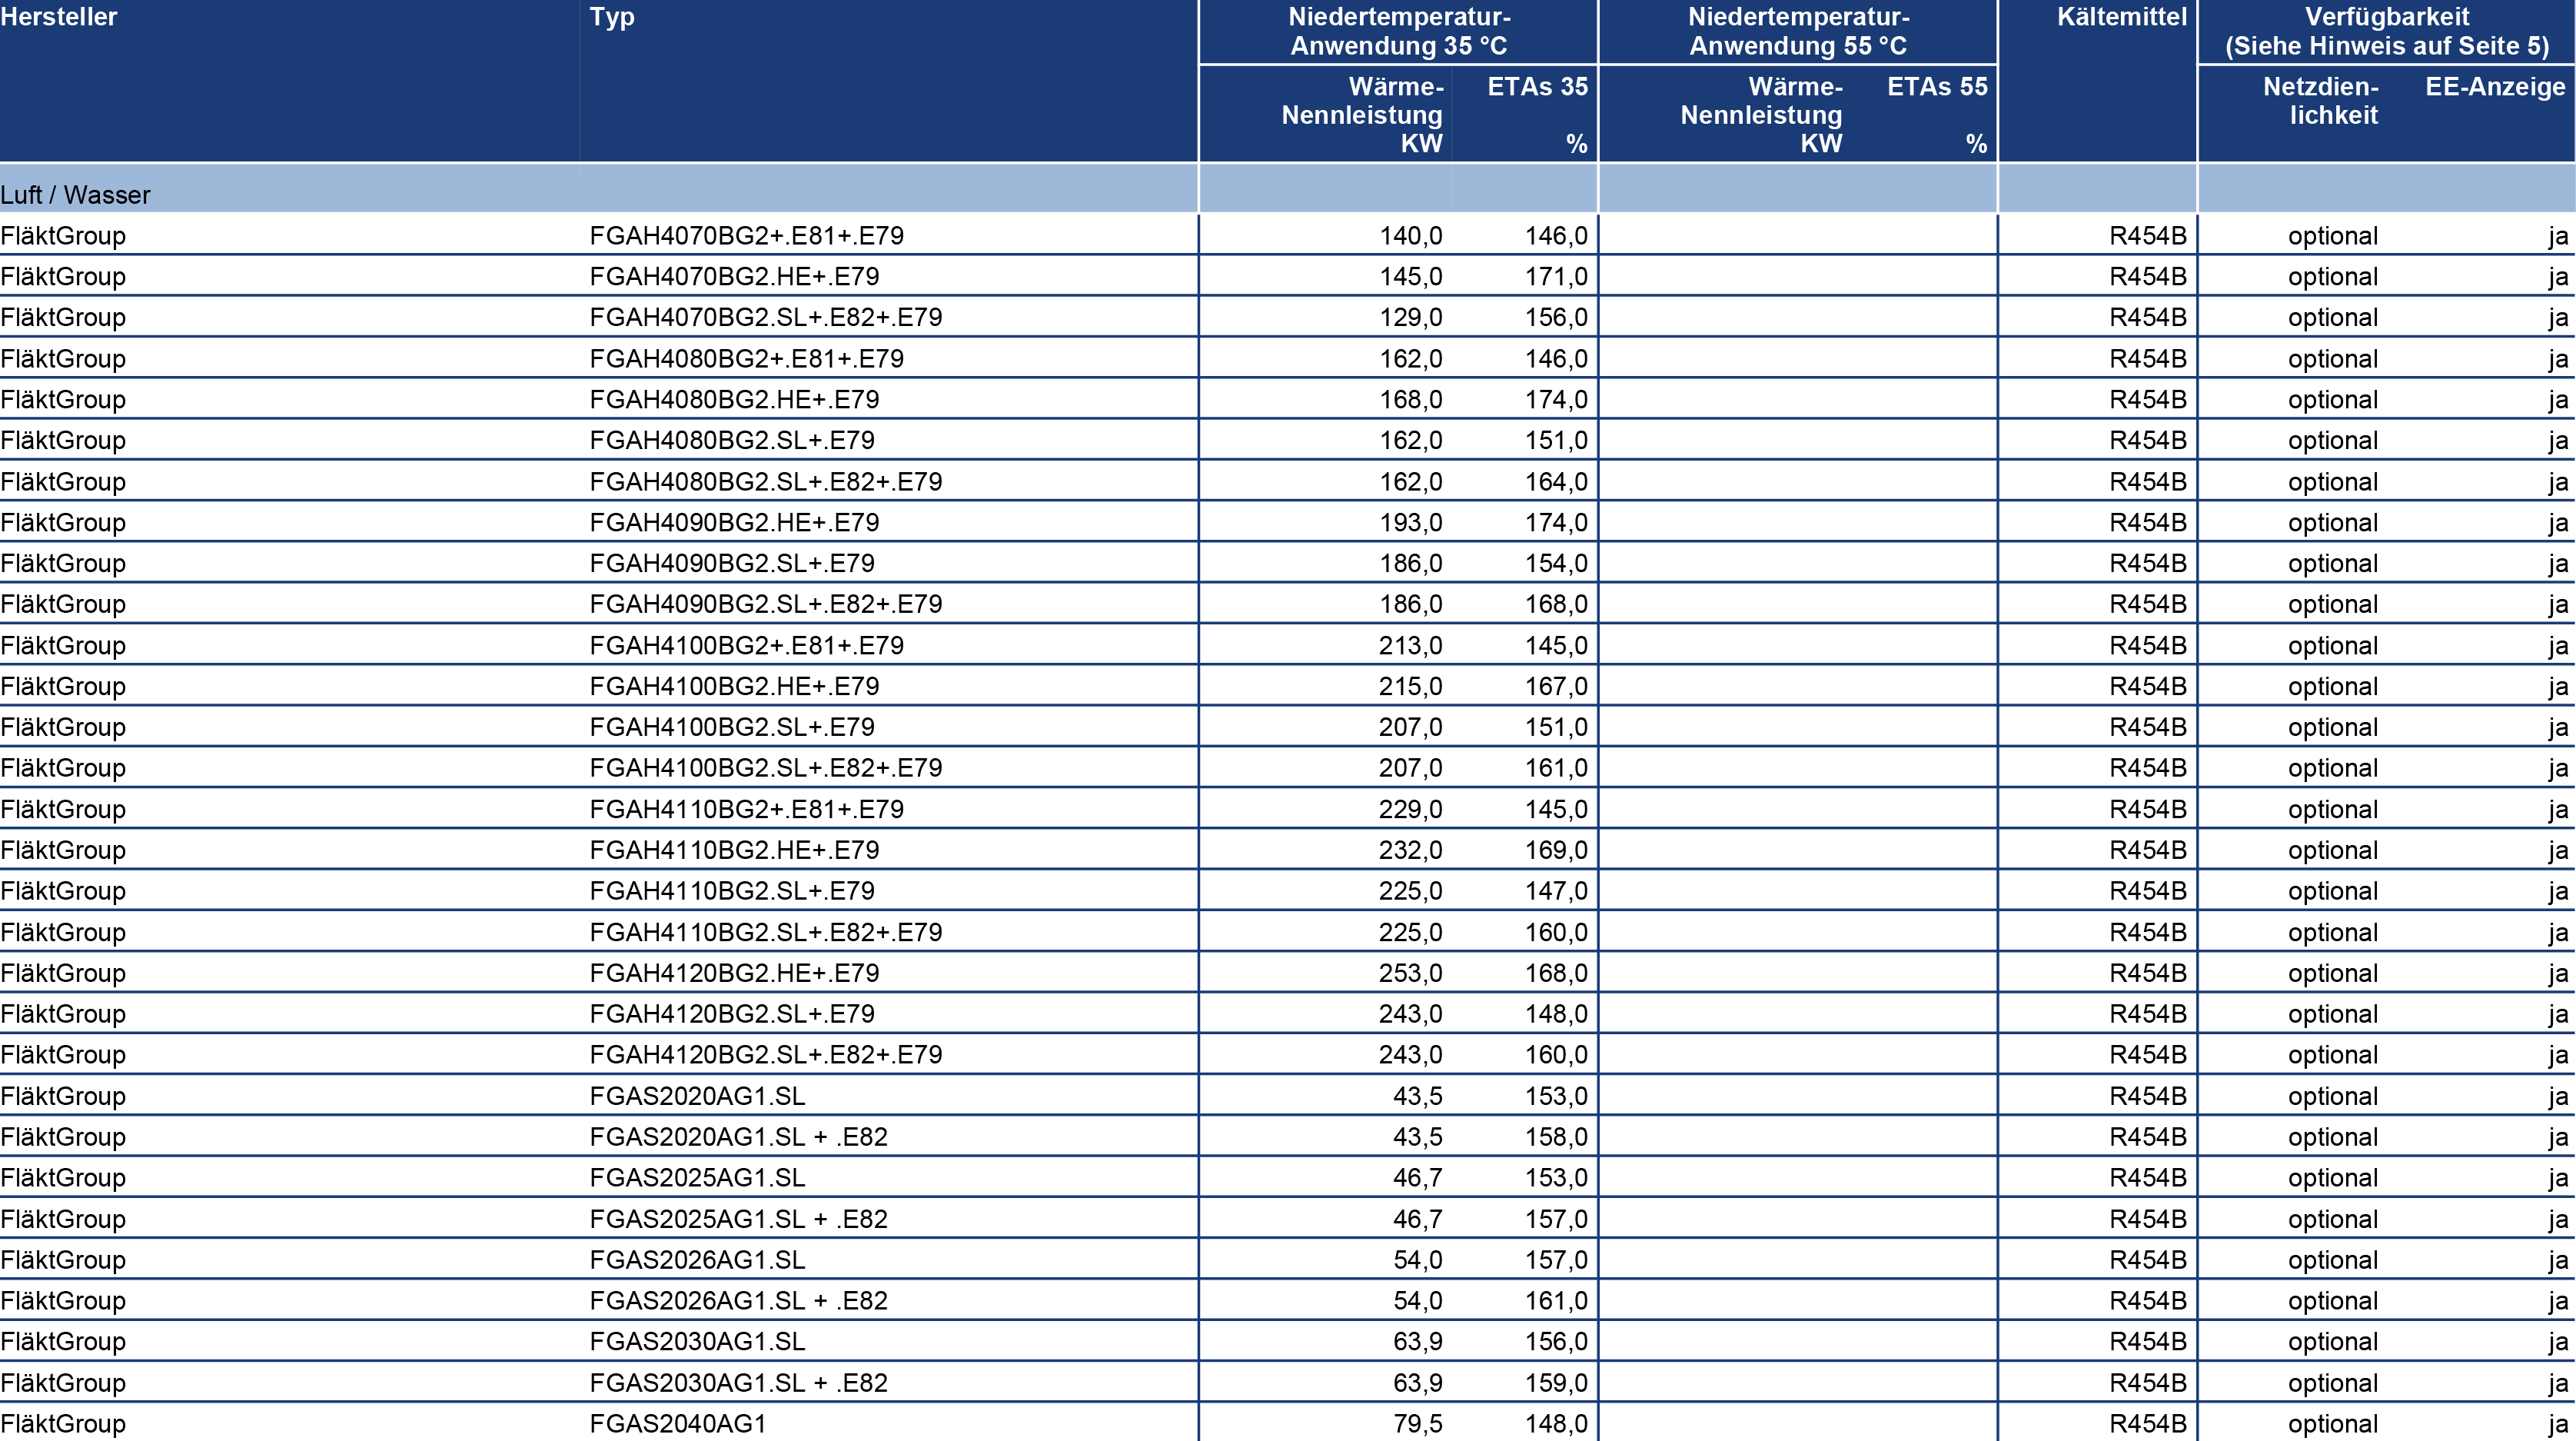 Hersteller Typ Niedertemperatur- Niedertemperatur- Kältemittel Verfügbarkeit
Anwendung 35 °C Anwendung 55 °C (Siehe Hinweis auf Seite 5)
Wärme- ETAs 35 Wärme- ETAs 55 Netzdien- EE-Anzeige
Nennleistung Nennleistung lichkeit
KW % KW %
Luft / Wasser
FläktGroup FGAH4070BG2+.E81+.E79 140,0 146,0 R454B optional ja
FläktGroup FGAH4070BG2.HE+.E79 145,0 171,0 R454B optional ja
FläktGroup FGAH4070BG2.SL+.E82+.E79 129,0 156,0 R454B optional ja
FläktGroup FGAH4080BG2+.E81+.E79 162,0 146,0 R454B optional ja
FläktGroup FGAH4080BG2.HE+.E79 168,0 174,0 R454B optional ja
FläktGroup FGAH4080BG2.SL+.E79 162,0 151,0 R454B optional ja
FläktGroup FGAH4080BG2.SL+.E82+.E79 162,0 164,0 R454B optional ja
FläktGroup FGAH4090BG2.HE+.E79 193,0 174,0 R454B optional ja
FläktGroup FGAH4090BG2.SL+.E79 186,0 154,0 R454B optional ja
FläktGroup FGAH4090BG2.SL+.E82+.E79 186,0 168,0 R454B optional ja
FläktGroup FGAH4100BG2+.E81+.E79 213,0 145,0 R454B optional ja
FläktGroup FGAH4100BG2.HE+.E79 215,0 167,0 R454B optional ja
FläktGroup FGAH4100BG2.SL+.E79 207,0 151,0 R454B optional ja
FläktGroup FGAH4100BG2.SL+.E82+.E79 207,0 161,0 R454B optional ja
FläktGroup FGAH4110BG2+.E81+.E79 229,0 145,0 R454B optional ja
FläktGroup FGAH4110BG2.HE+.E79 232,0 169,0 R454B optional ja
FläktGroup FGAH4110BG2.SL+.E79 225,0 147,0 R454B optional ja
FläktGroup FGAH4110BG2.SL+.E82+.E79 225,0 160,0 R454B optional ja
FläktGroup FGAH4120BG2.HE+.E79 253,0 168,0 R454B optional ja
FläktGroup FGAH4120BG2.SL+.E79 243,0 148,0 R454B optional ja
FläktGroup FGAH4120BG2.SL+.E82+.E79 243,0 160,0 R454B optional ja
FläktGroup FGAS2020AG1.SL 43,5 153,0 R454B optional ja
FläktGroup FGAS2020AG1.SL + .E82 43,5 158,0 R454B optional ja
FläktGroup FGAS2025AG1.SL 46,7 153,0 R454B optional ja
FläktGroup FGAS2025AG1.SL + .E82 46,7 157,0 R454B optional ja
FläktGroup FGAS2026AG1.SL 54,0 157,0 R454B optional ja
FläktGroup FGAS2026AG1.SL + .E82 54,0 161,0 R454B optional ja
FläktGroup FGAS2030AG1.SL 63,9 156,0 R454B optional ja
FläktGroup FGAS2030AG1.SL + .E82 63,9 159,0 R454B optional ja
FläktGroup FGAS2040AG1 79,5 148,0 R454B optional ja